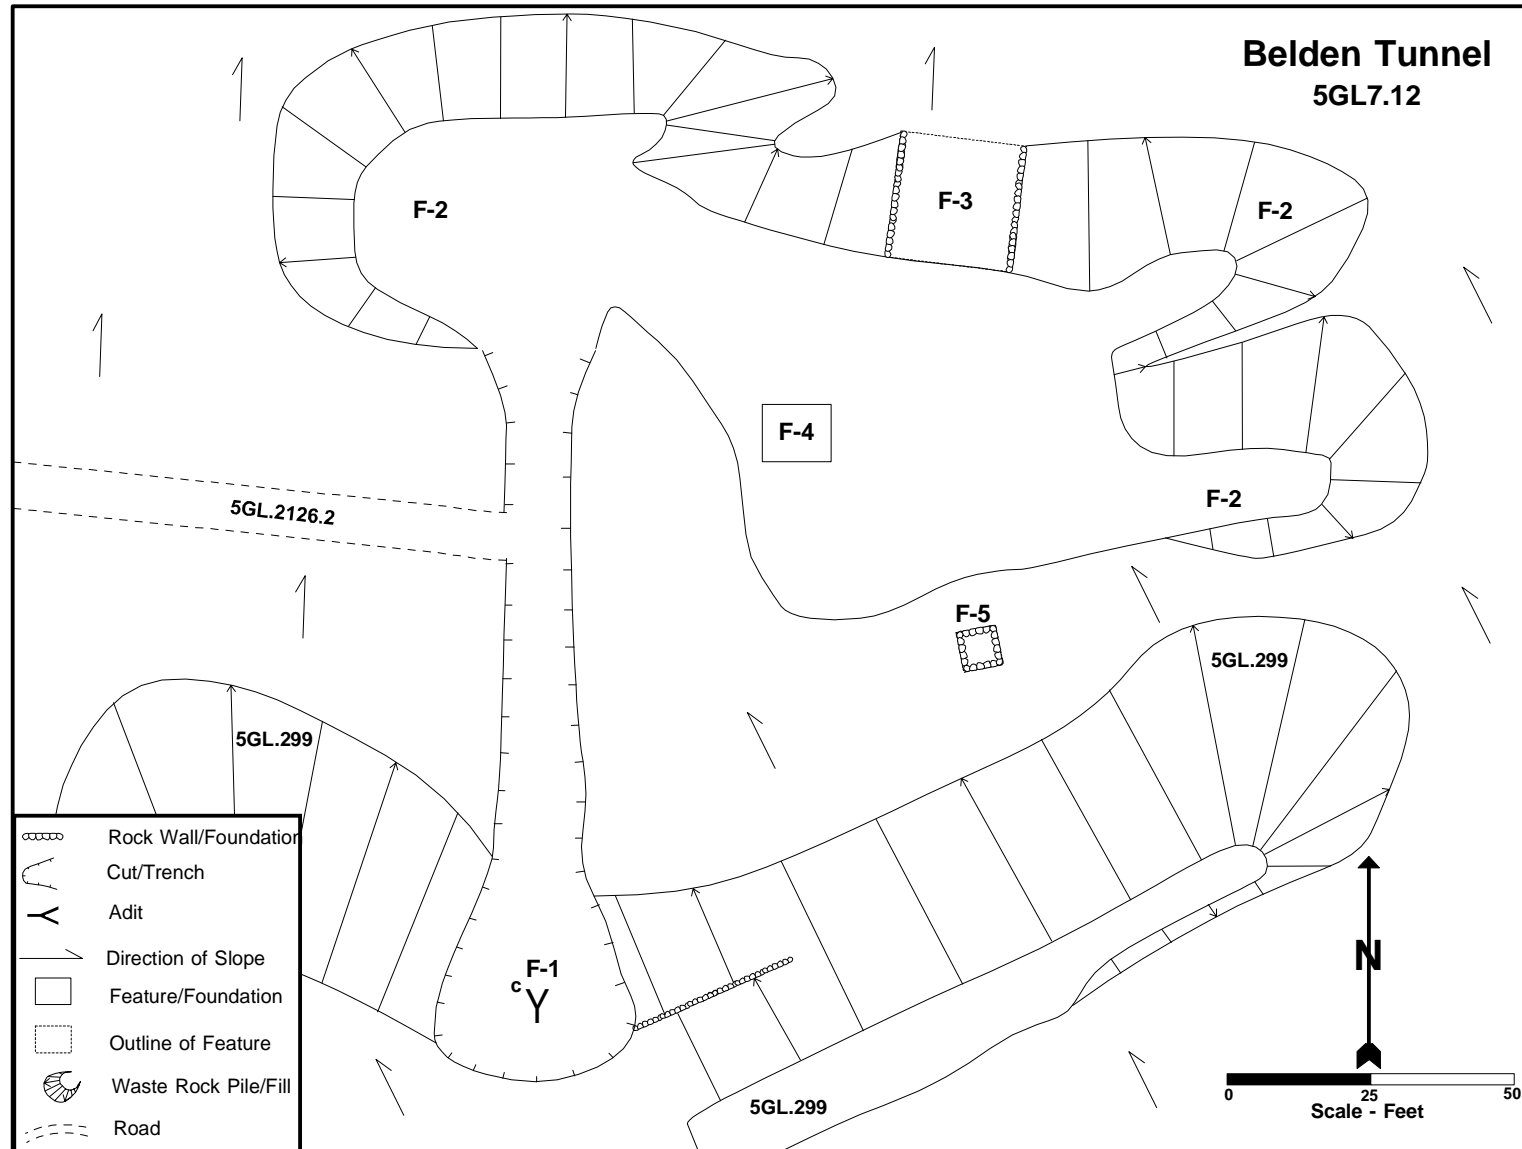 Belden Tunnel
5GL7.12
F-2
F-3
F-2
F-4
F-2
5GL.2126.2
F-5
5GL.299
5GL.299
Rock Wall/Foundation
Cut/Trench
Adit
Direction of Slope
Feature/Foundation
Outline of Feature
Waste Rock Pile/Fill
Road
F-1
c
5GL.299
N
0 25 50
Scale - Feet